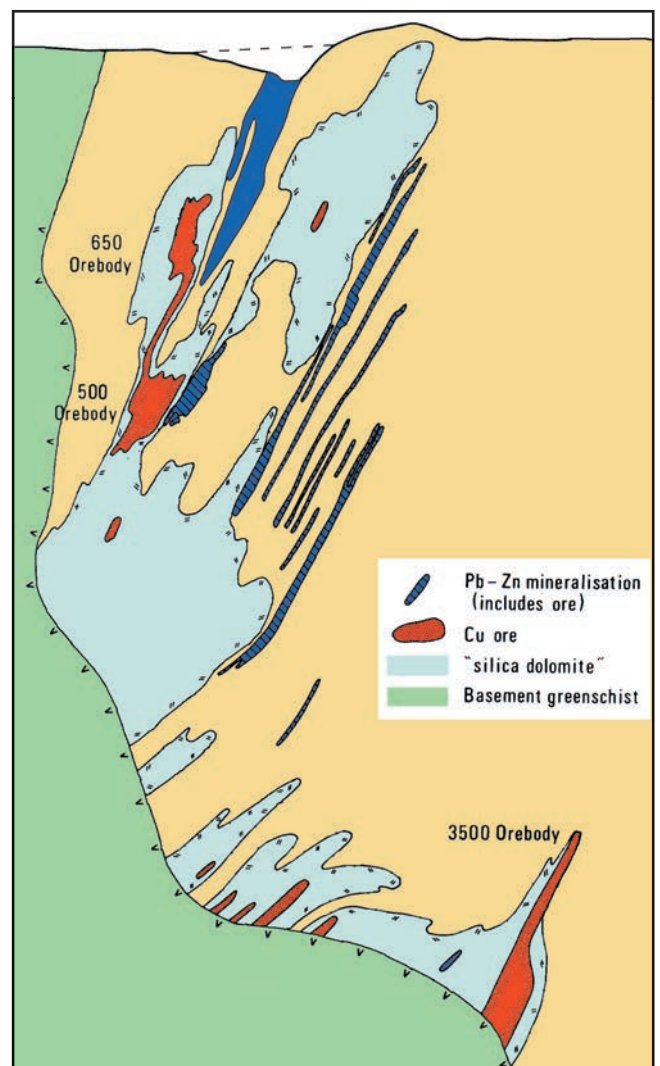 650
Orebody
500
Orebody
Pb-Zn mineralisation
(includes ore)
Cu ore
"silica dolomite"
Basement greenschist
3500 Orebody